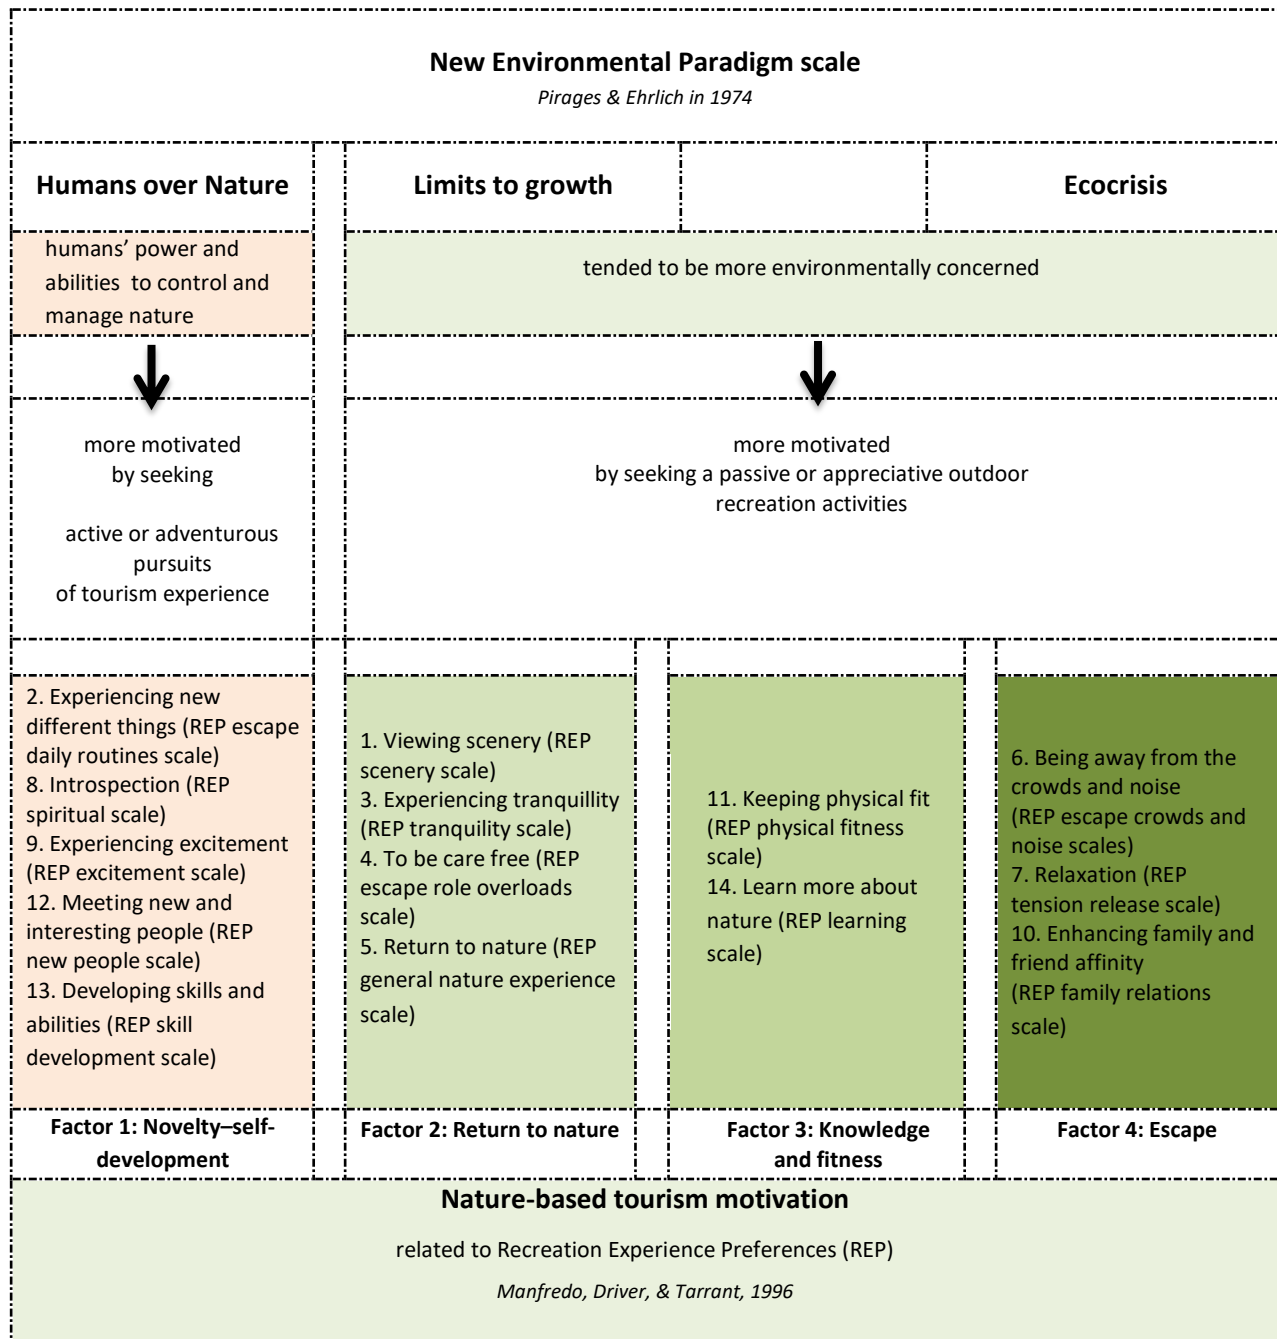 New Environmental Paradigm scale
Pirages & Ehrlich in 1974
Humans over Nature
Limits to growth
Ecocrisis
humans’ power and
abilities to control and
manage nature
tended to be more environmentally concerned
more motivated
by seeking
active or adventurous
pursuits
of tourism experience
more motivated
by seeking a passive or appreciative outdoor
recreation activities
2. Experiencing new
different things (REP escape
daily routines scale)
8. Introspection (REP
spiritual scale)
9. Experiencing excitement
(REP excitement scale)
12. Meeting new and
interesting people (REP
new people scale)
13. Developing skills and
abilities (REP skill
development scale)
1. Viewing scenery (REP
scenery scale)
3. Experiencing tranquillity
(REP tranquility scale)
4. To be care free (REP
escape role overloads
scale)
5. Return to nature (REP
general nature experience
scale)
11. Keeping physical fit
(REP physical fitness
scale)
14. Learn more about
nature (REP learning
scale)
6. Being away from the
crowds and noise
(REP escape crowds and
noise scales)
7. Relaxation (REP
tension release scale)
10. Enhancing family and
friend affinity
(REP family relations
scale)
Factor 1: Novelty–self-
development
Factor 2: Return to nature
Factor 3: Knowledge
and fitness
Factor 4: Escape
Nature-based tourism motivation
related to Recreation Experience Preferences (REP)
Manfredo, Driver, & Tarrant, 1996